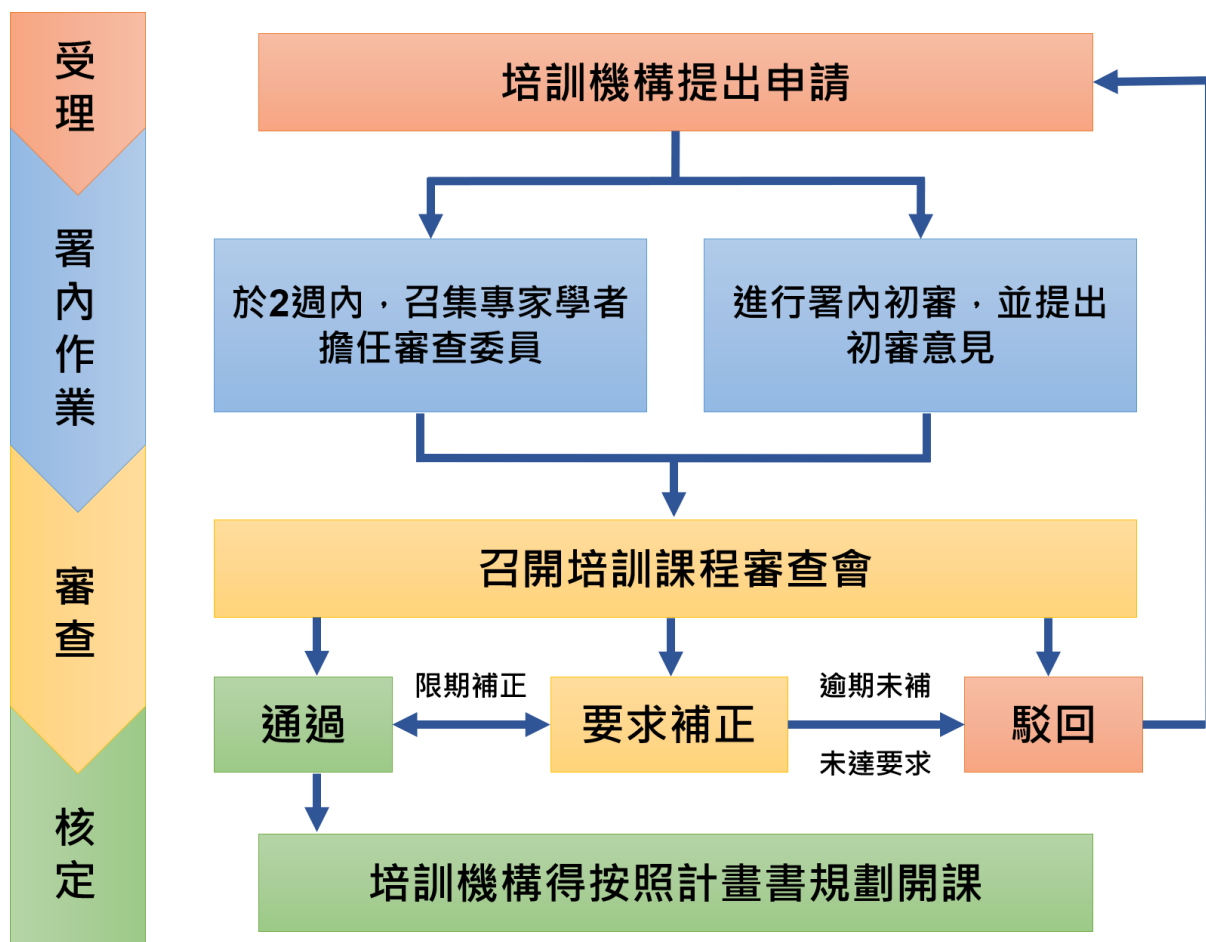 受理
培訓機構提出申請
署內作業
於2週內，召集專家學者
擔任審查委員
進行署內初審，並提出
初審意見
審查
召開培訓課程審查會
通過
限期補正
要求補正
逾期未補
未達要求
駁回
核定
培訓機構得按照計畫書規劃開課